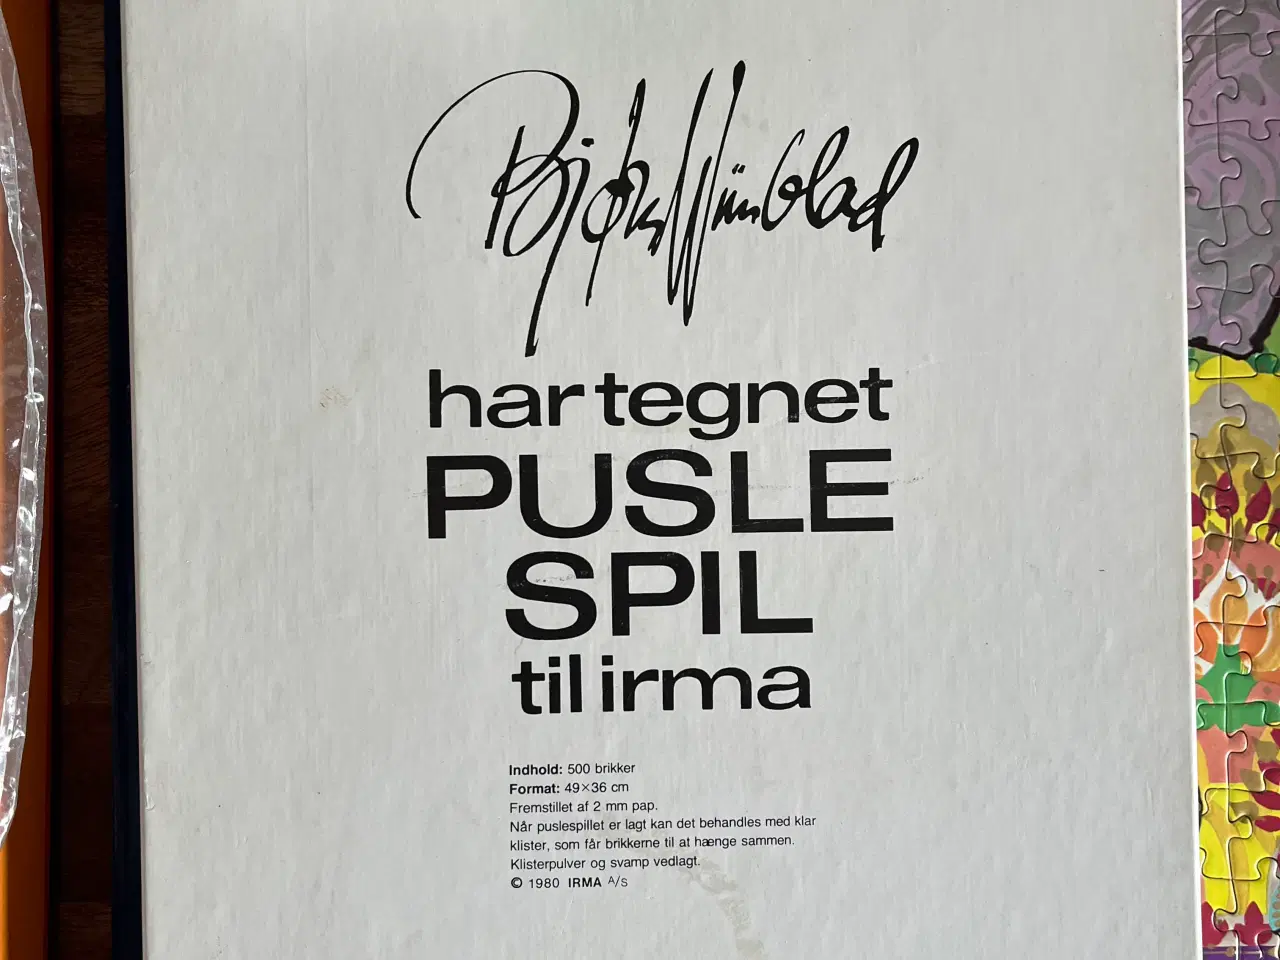 Bjørn Wiinblad
har tegnet
PUSLE
SPIL
til irma
Indhold: 500 brikker
Format: 49×36 cm
Fremstillet af 2 mm pap.
Når puslespillet er lagt kan det behandles med klar
klister, som får brikkerne til at hænge sammen.
Klisterpulver og svamp vedlagt.
© 1980 IRMA A/S